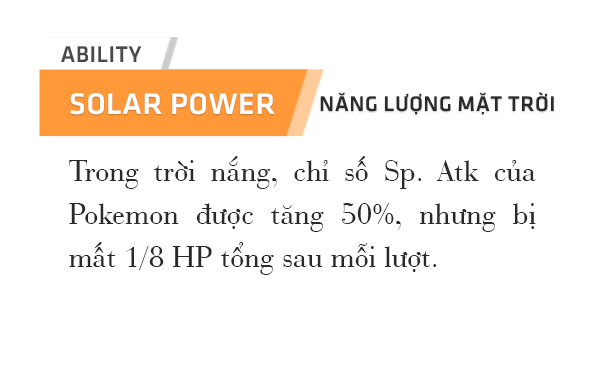 ABILITY
SOLAR POWER NĂNG LƯỢNG MẶT TRỜI
Trong trời nắng, chỉ số Sp. Atk của
Pokemon được tăng 50%, nhưng bị
mất 1/8 HP tổng sau mỗi lượt.